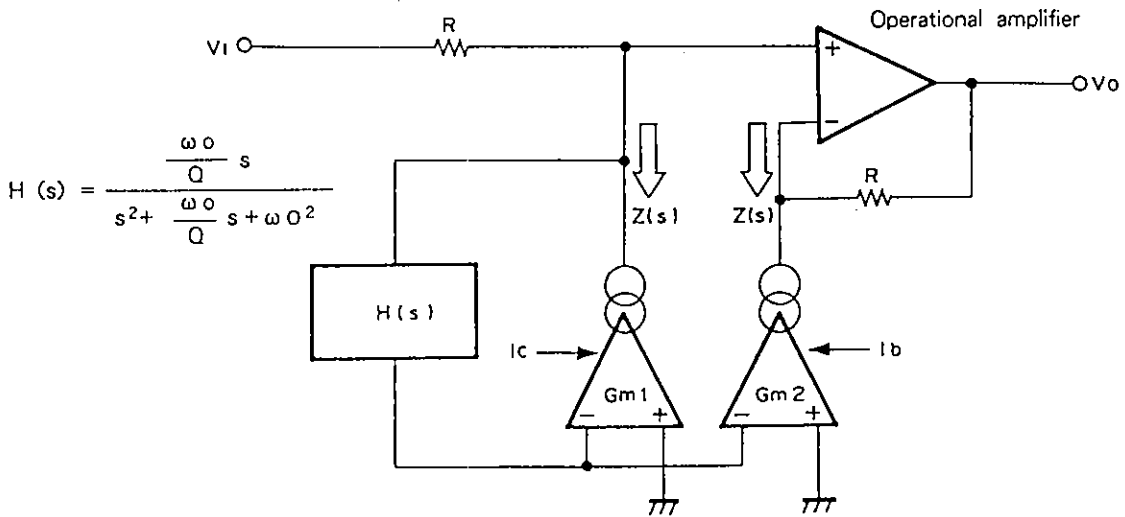 Operational amplifier
R
VI
+
VO
−
ωo
Q
s
H (s) =
s²+ ωo/Q s + ωO²
R
Z(s)
Z(s)
H(s)
Ic
Ib
Gm1
Gm2
− +
− +